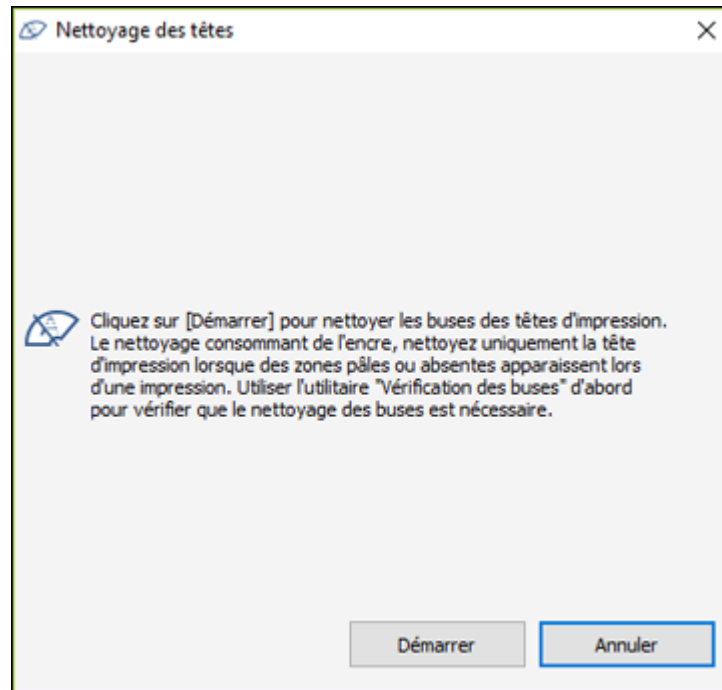 Nettoyage des têtes
Cliquez sur [Démarrer] pour nettoyer les buses des têtes d'impression.
Le nettoyage consommant de l'encre, nettoyez uniquement la tête
d'impression lorsque des zones pâles ou absentes apparaissent lors
d'une impression. Utiliser l'utilitaire "Vérification des buses" d'abord
pour vérifier que le nettoyage des buses est nécessaire.
Démarrer
Annuler